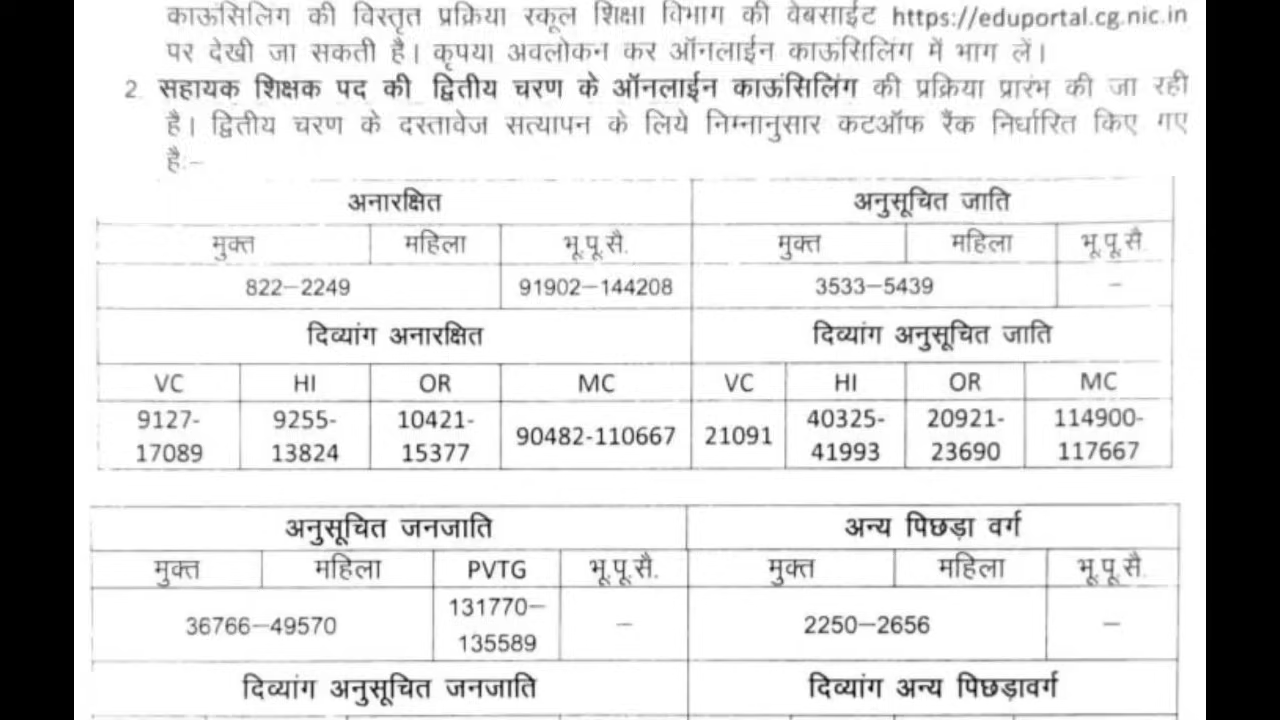 काऊंसिलिंग की विस्तृत प्रक्रिया स्कूल शिक्षा विभाग की वेबसाईट https://eduportal.cg.nic.in
पर देखी जा सकती है। कृपया अवलोकन कर ऑनलाईन काऊंसिलिंग में भाग लें।
2. सहायक शिक्षक पद की द्वितीय चरण के ऑनलाईन काऊंसिलिंग की प्रक्रिया प्रारंभ की जा रही
है। द्वितीय चरण के दस्तावेज सत्यापन के लिये निम्नानुसार कटऑफ रैंक निर्धारित किए गए
है:–
अनारक्षित अनुसूचित जाति
मुक्त महिला भू.पू.सै. मुक्त महिला भू.पू.सै.
822–2249 91902–144208 3533–5439 –
दिव्यांग अनारक्षित दिव्यांग अनुसूचित जाति
VC HI OR MC VC HI OR MC
9127- 9255- 10421- 90482-110667 21091 40325- 20921- 114900-
17089 13824 15377 41993 23690 117667
अनुसूचित जनजाति अन्य पिछड़ा वर्ग
मुक्त महिला PVTG भू.पू.सै. मुक्त महिला भू.पू.सै.
36766–49570 131770– – 2250–2656 –
135589
दिव्यांग अनुसूचित जनजाति दिव्यांग अन्य पिछड़ावर्ग